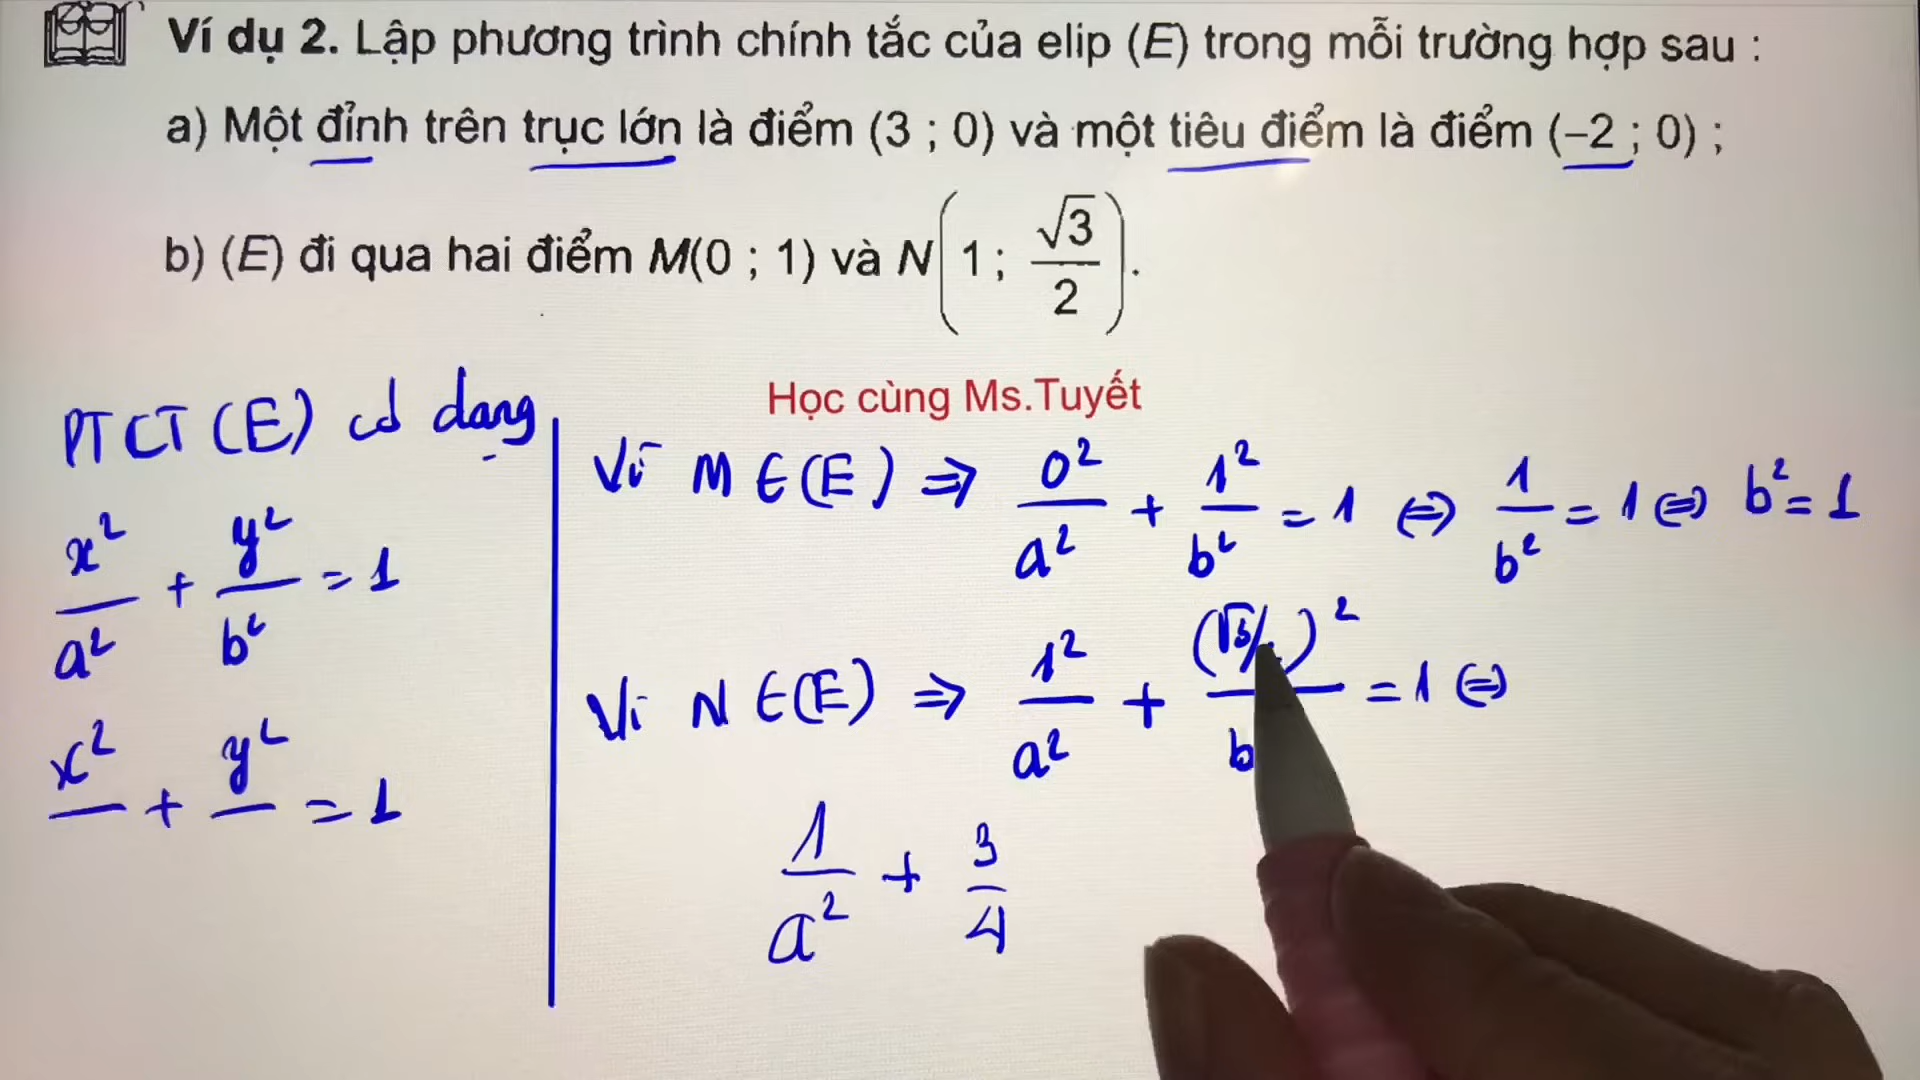 Ví dụ 2. Lập phương trình chính tắc của elip (E) trong mỗi trường hợp sau :
a) Một đỉnh trên trục lớn là điểm (3 ; 0) và một tiêu điểm là điểm (−2 ; 0) ;
b) (E) đi qua hai điểm M(0 ; 1) và N(1 ; √3/2).
Học cùng Ms.Tuyết
PTCT (E) có dạng
x²/a² + y²/b² = 1
x²/ + y²/ = 1
Vì M ∈ (E) ⇒ 0²/a² + 1²/b² = 1 ⇔ 1/b² = 1 ⇔ b² = 1
Vì N ∈ (E) ⇒ 1²/a² + (√3/ )²/b = 1 ⇔
1/a² + 3/4